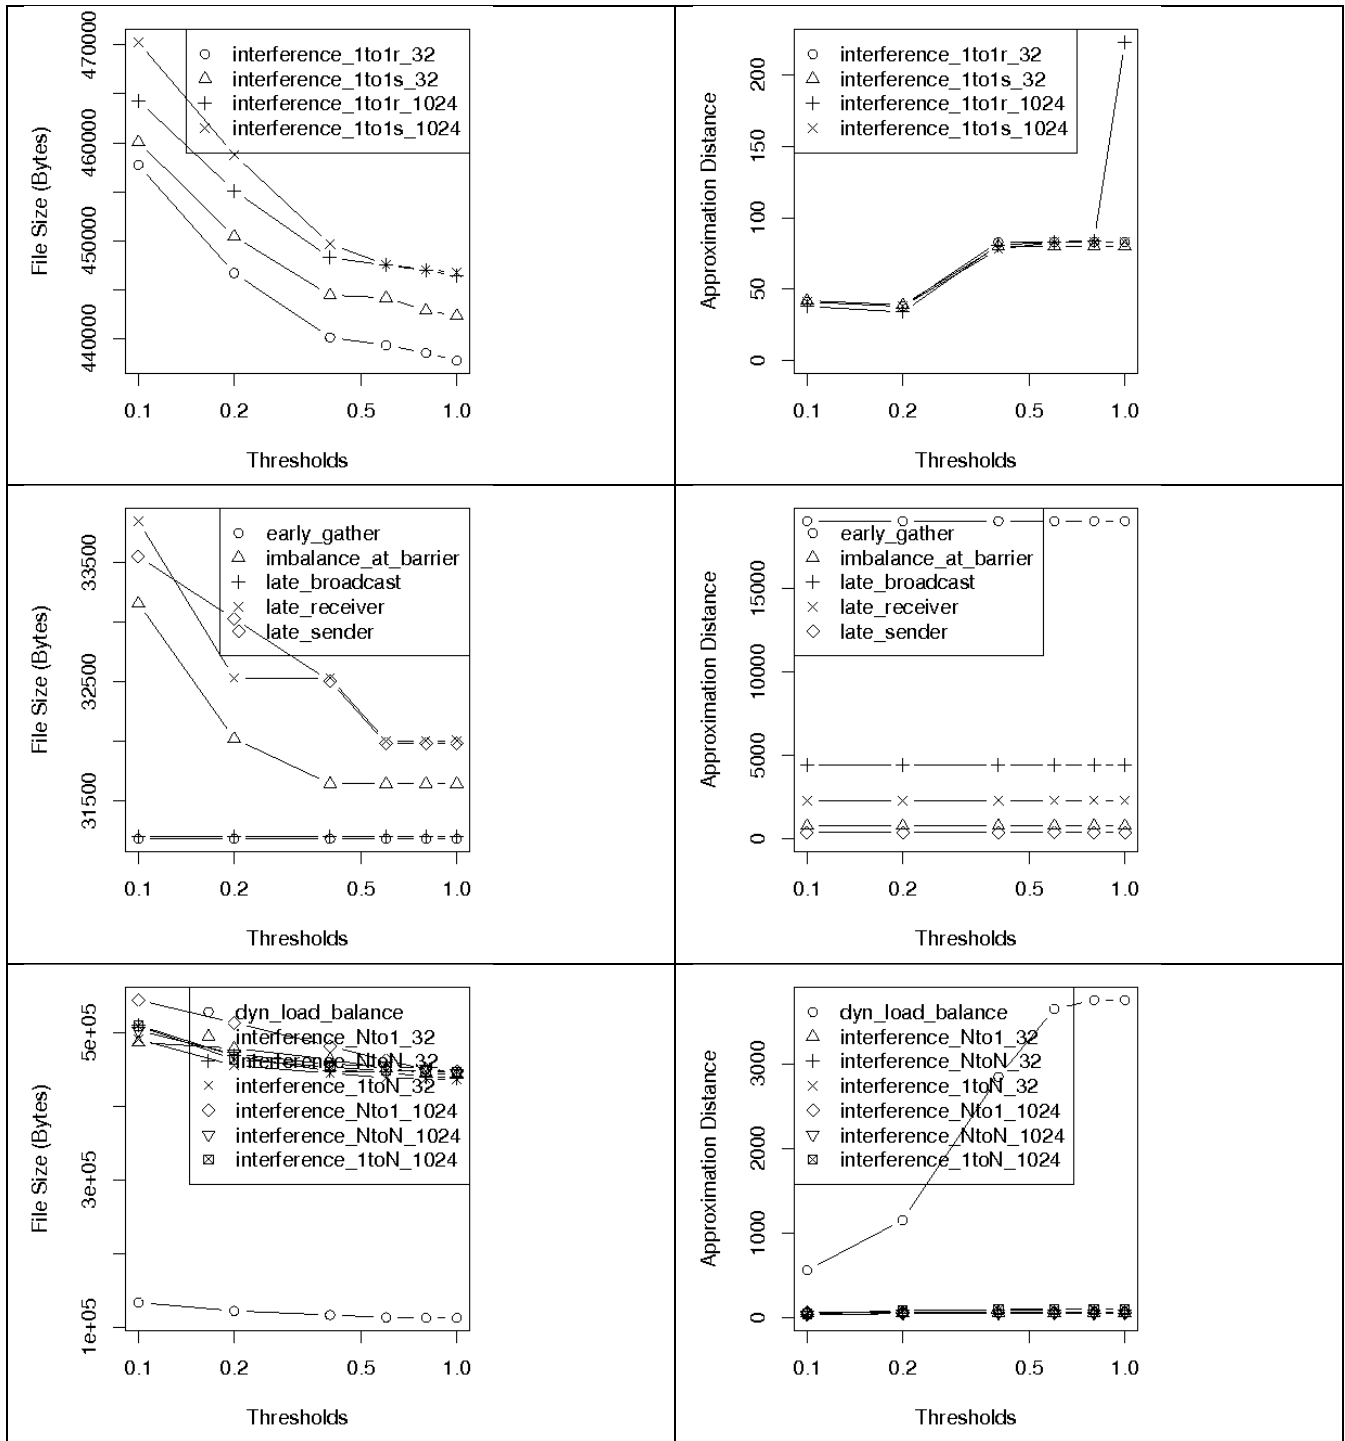 File Size (Bytes)
470000
460000
450000
440000
interference_1to1r_32
interference_1to1s_32
interference_1to1r_1024
interference_1to1s_1024
0.1 0.2 0.5 1.0
Thresholds
Approximation Distance
200
150
100
50
0
interference_1to1r_32
interference_1to1s_32
interference_1to1r_1024
interference_1to1s_1024
0.1 0.2 0.5 1.0
Thresholds
File Size (Bytes)
33500
32500
31500
early_gather
imbalance_at_barrier
late_broadcast
late_receiver
late_sender
0.1 0.2 0.5 1.0
Thresholds
Approximation Distance
15000
10000
5000
0
early_gather
imbalance_at_barrier
late_broadcast
late_receiver
late_sender
0.1 0.2 0.5 1.0
Thresholds
File Size (Bytes)
5e+05
3e+05
1e+05
dyn_load_balance
interference_Nto1_32
interference_NtoN_32
interference_1toN_32
interference_Nto1_1024
interference_NtoN_1024
interference_1toN_1024
0.1 0.2 0.5 1.0
Thresholds
Approximation Distance
3000
2000
1000
0
dyn_load_balance
interference_Nto1_32
interference_NtoN_32
interference_1toN_32
interference_Nto1_1024
interference_NtoN_1024
interference_1toN_1024
0.1 0.2 0.5 1.0
Thresholds